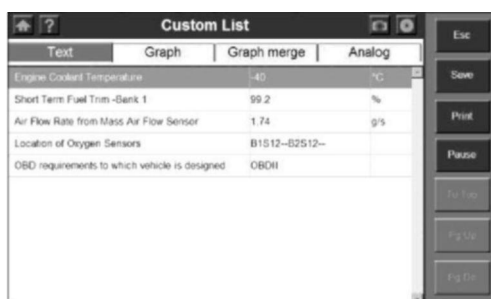 ? Custom List
Text Graph Graph merge Analog
Engine Coolant Temperature -40 °C
Short Term Fuel Trim -Bank 1 99.2 %
Air Flow Rate from Mass Air Flow Sensor 1.74 g/s
Location of Oxygen Sensors B1S12--B2S12--
OBD requirements to which vehicle is designed OBDII
Esc
Save
Print
Pause
Pg Up
Pg Dn